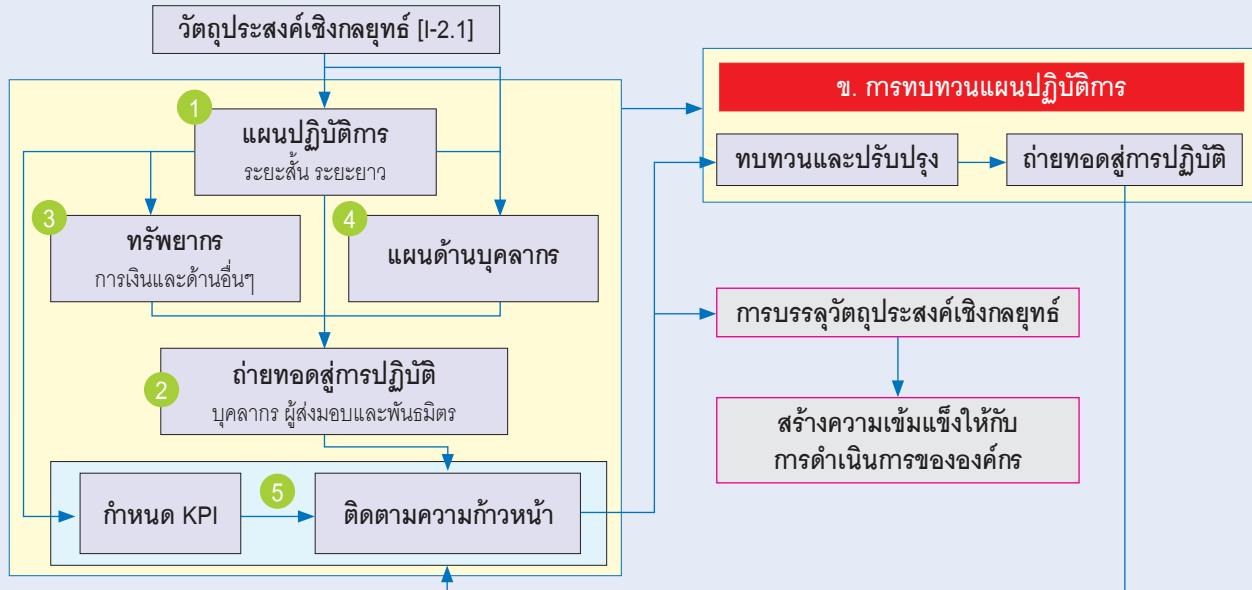 วัตถุประสงค์เชิงกลยุทธ์ [I-2.1]
1
แผนปฏิบัติการ
ระยะสั้น ระยะยาว
3
ทรัพยากร
การเงินและด้านอื่นๆ
4
แผนด้านบุคลากร
2
ถ่ายทอดสู่การปฏิบัติ
บุคลากร ผู้ส่งมอบและพันธมิตร
กำหนด KPI
5
ติดตามความก้าวหน้า
ข. การทบทวนแผนปฏิบัติการ
ทบทวนและปรับปรุง
ถ่ายทอดสู่การปฏิบัติ
การบรรลุวัตถุประสงค์เชิงกลยุทธ์
สร้างความเข้มแข็งให้กับ
การดำเนินการขององค์กร